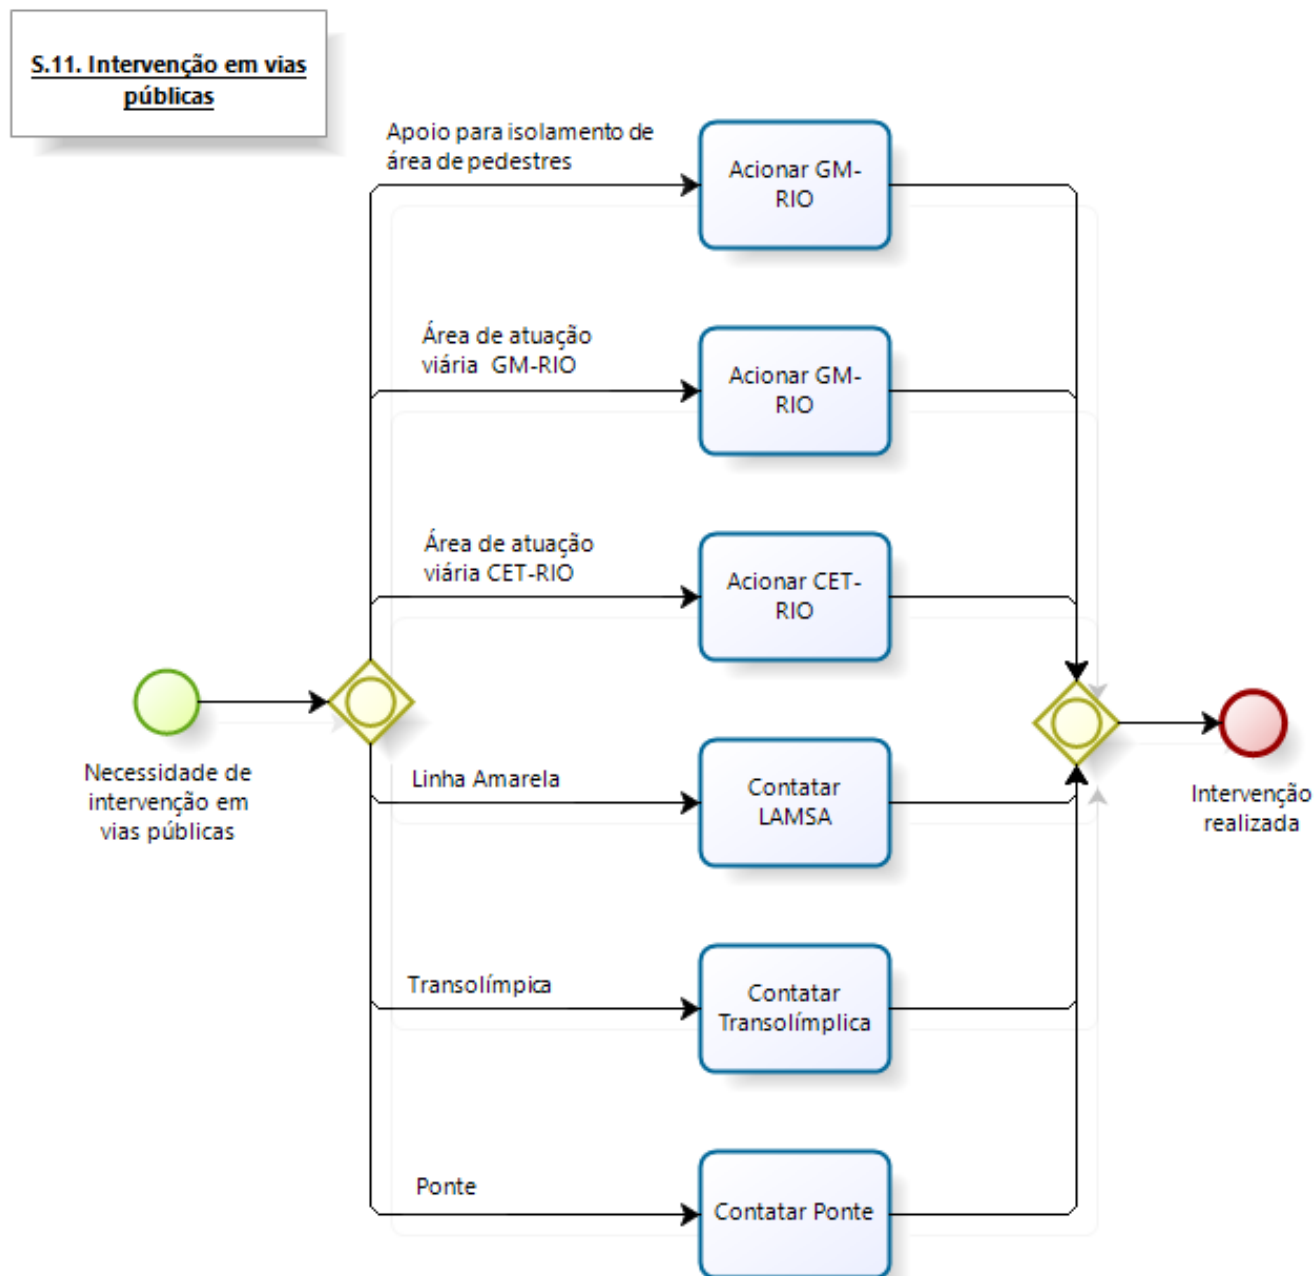 S.11. Intervenção em vias
públicas
Apoio para isolamento de
área de pedestres
Acionar GM-
RIO
Área de atuação
viária GM-RIO
Acionar GM-
RIO
Área de atuação
viária CET-RIO
Acionar CET-
RIO
Necessidade de
intervenção em
vias públicas
Linha Amarela
Contatar
LAMSA
Intervenção
realizada
Transolímpica
Contatar
Transolímplica
Ponte
Contatar Ponte